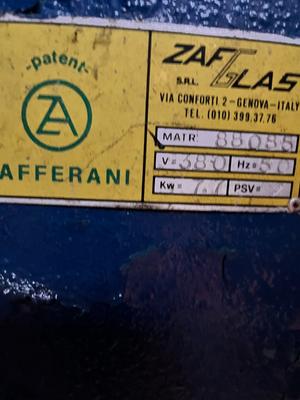 -patent-
ZA
AFFERANI
ZAF GLAS
S.R.L.
VIA CONFORTI 2-GENOVA-ITALY
TEL. (010) 399.37.76
MATR.
V= 380 Hz= 50
Kw= PSV=